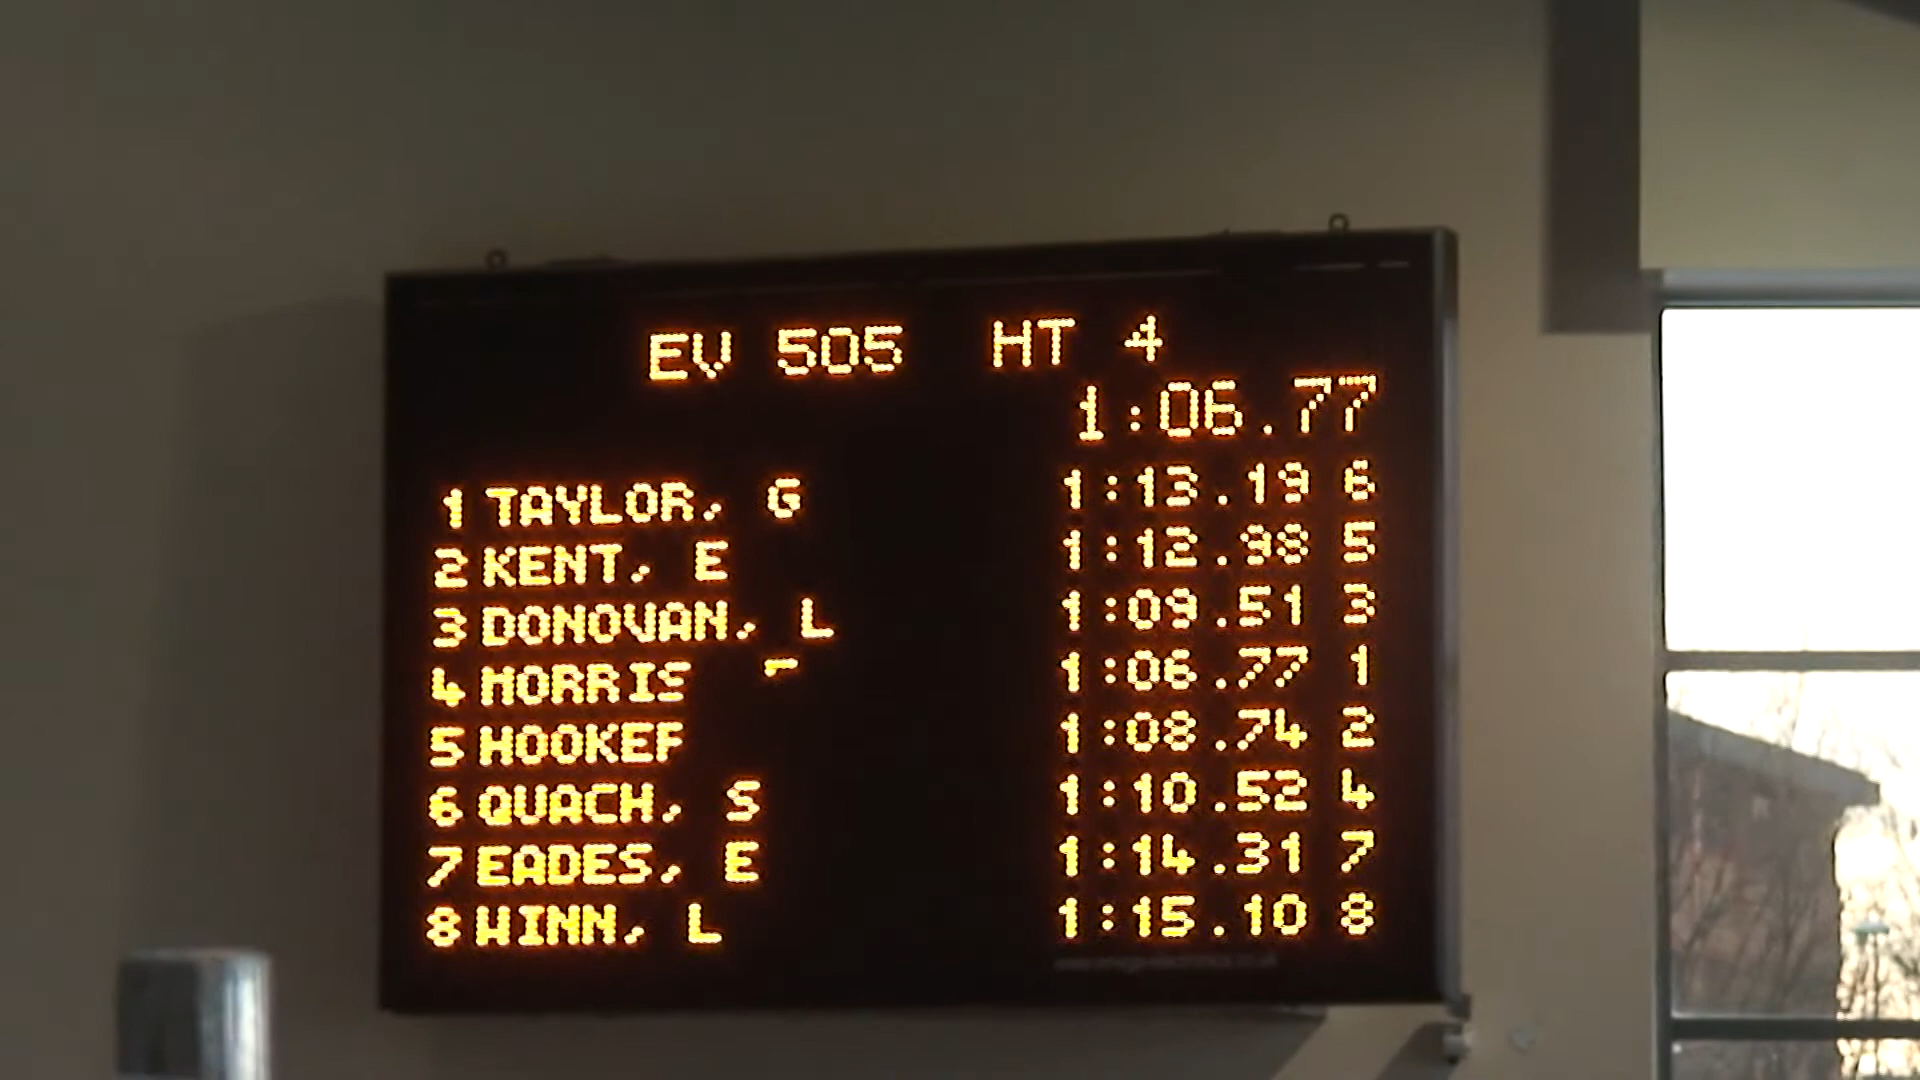 EV 505 HT 4
1:06.77
1 TAYLOR, G 1:13.19 6
2 KENT, E 1:12.98 5
3 DONOVAN, L 1:09.51 3
4 MORRIS 1:06.77 1
5 1:08.74 2
6 QUACH, S 1:10.52 4
7 EADES, E 1:14.31 7
8 WINN, L 1:15.10 8